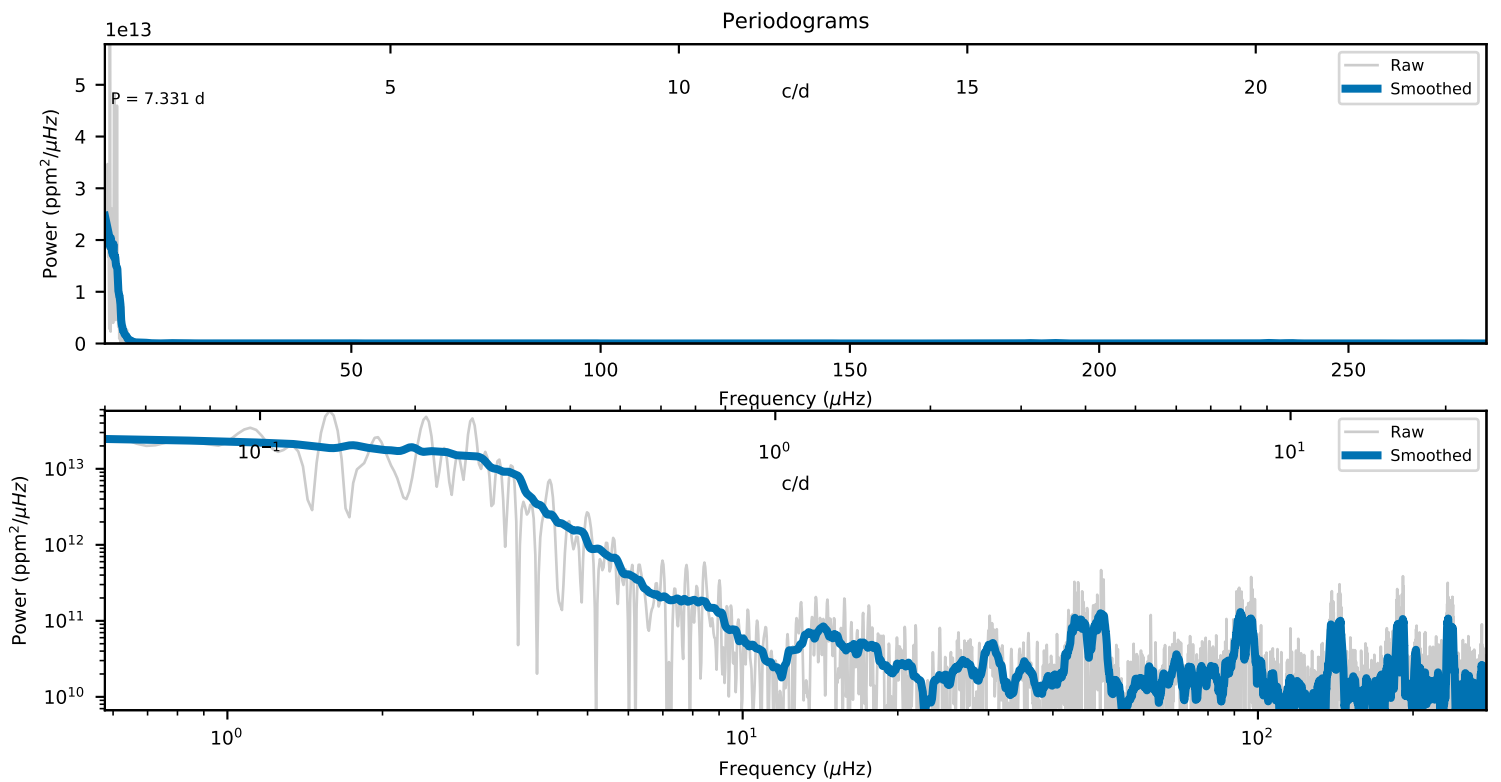 Periodograms
1e13
5 10 15 20
c/d
P = 7.331 d
Raw
Smoothed
Power (ppm²/μHz)
5
4
3
2
1
0
50 100 150 200 250
Frequency (μHz)
10⁻¹ 10⁰ 10¹
c/d
Raw
Smoothed
Power (ppm²/μHz)
10¹³
10¹²
10¹¹
10¹⁰
10⁰ 10¹ 10²
Frequency (μHz)